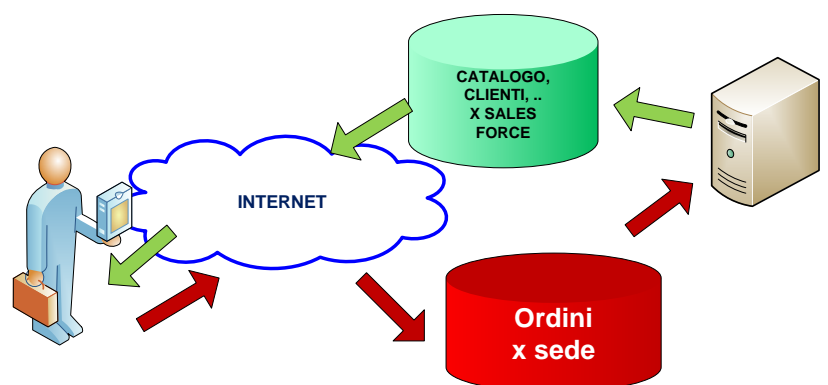 CATALOGO,
CLIENTI, ..
X SALES
FORCE
INTERNET
Ordini
x sede